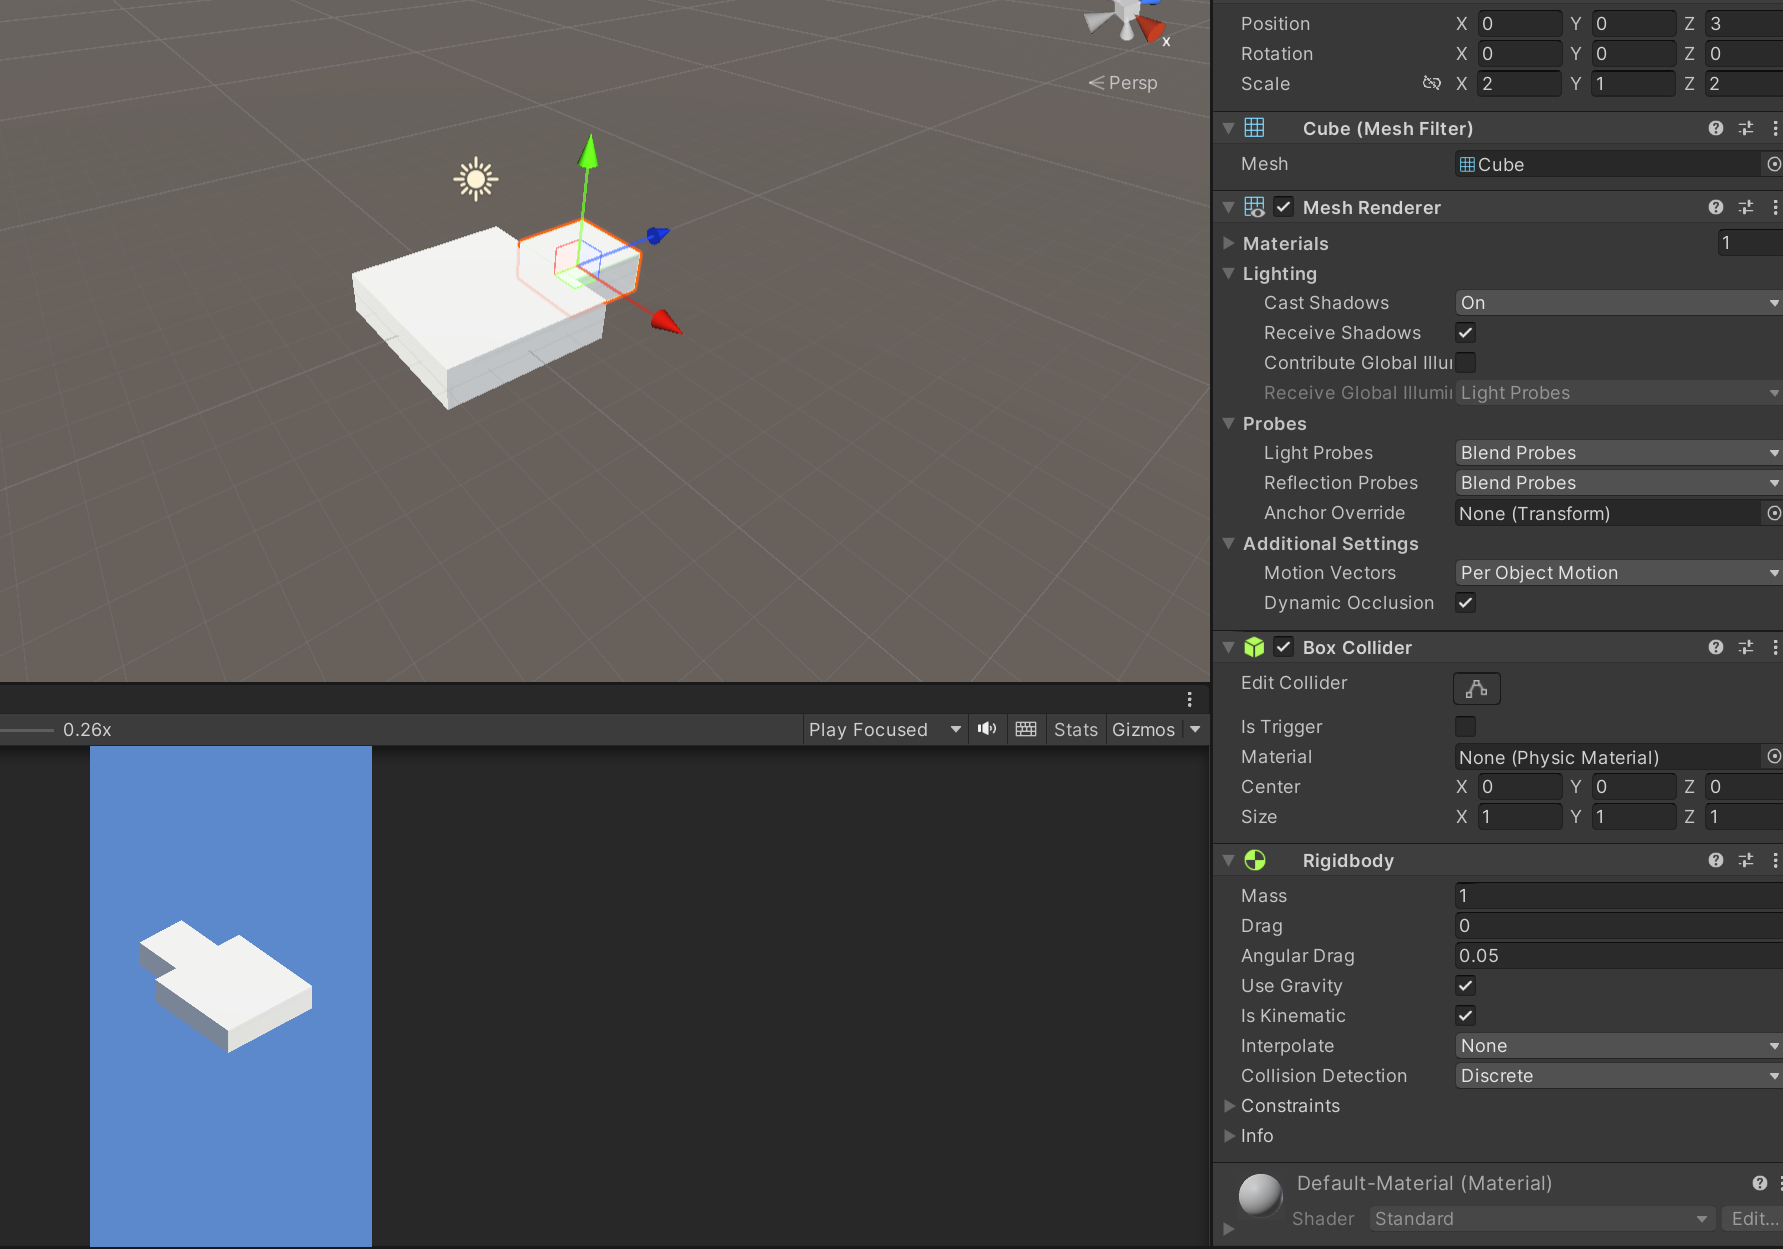 x
< Persp
Position X 0 Y 0 Z 3
Rotation X 0 Y 0 Z 0
Scale X 2 Y 1 Z 2
Cube (Mesh Filter)
Mesh Cube
Mesh Renderer
Materials 1
Lighting
Cast Shadows On
Receive Shadows
Contribute Global Illu
Receive Global Illumi Light Probes
Probes
Light Probes Blend Probes
Reflection Probes Blend Probes
Anchor Override None (Transform)
Additional Settings
Motion Vectors Per Object Motion
Dynamic Occlusion
Box Collider
Edit Collider
Is Trigger
Material None (Physic Material)
Center X 0 Y 0 Z 0
Size X 1 Y 1 Z 1
Rigidbody
Mass 1
Drag 0
Angular Drag 0.05
Use Gravity
Is Kinematic
Interpolate None
Collision Detection Discrete
Constraints
Info
Default-Material (Material)
Shader Standard Edit...
0.26x Play Focused Stats Gizmos